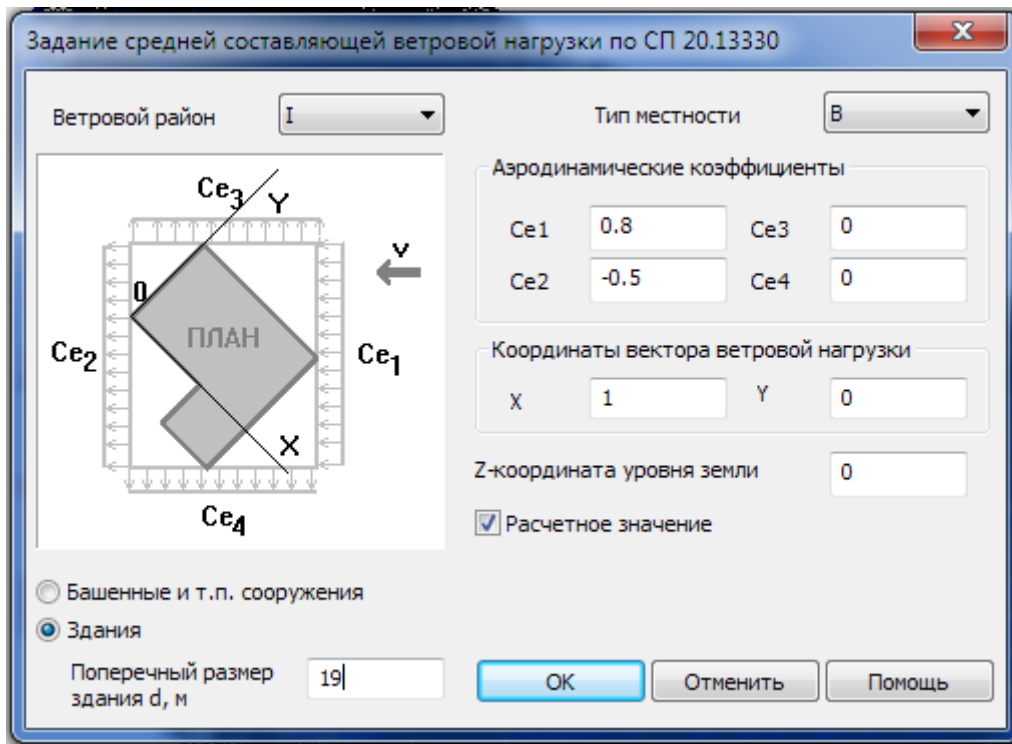 Задание средней составляющей ветровой нагрузки по СП 20.13330
x
Ветровой район I
Тип местности B
Ce3
Y
v
0
ПЛАН
Ce2
Ce1
X
Ce4
Аэродинамические коэффициенты
Ce1 0.8 Ce3 0
Ce2 -0.5 Ce4 0
Координаты вектора ветровой нагрузки
X 1 Y 0
Z-координата уровня земли 0
Расчетное значение
Башенные и т.п. сооружения
Здания
Поперечный размер
здания d, м
19
OK Отменить Помощь